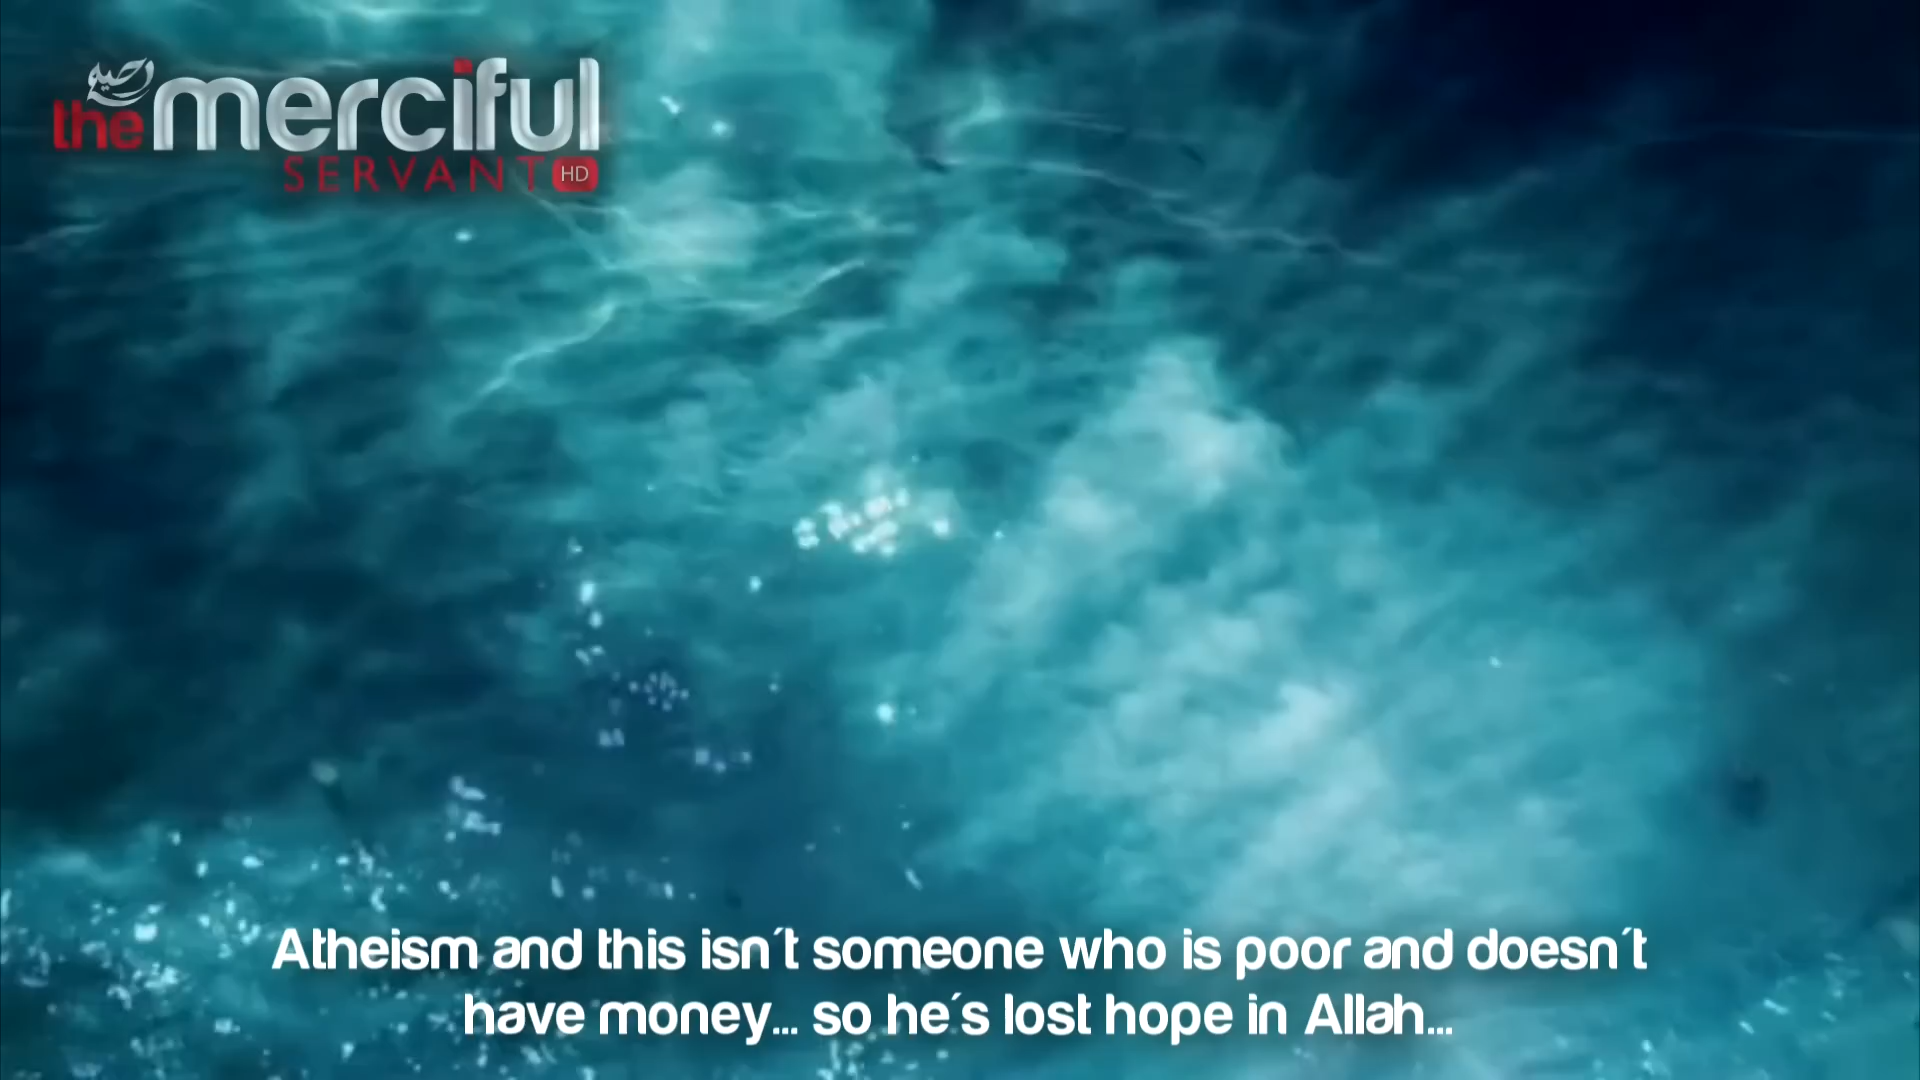 the merciful
SERVANT HD
Atheism and this isn´t someone who is poor and doesn´t
have money... so he´s lost hope in Allah...